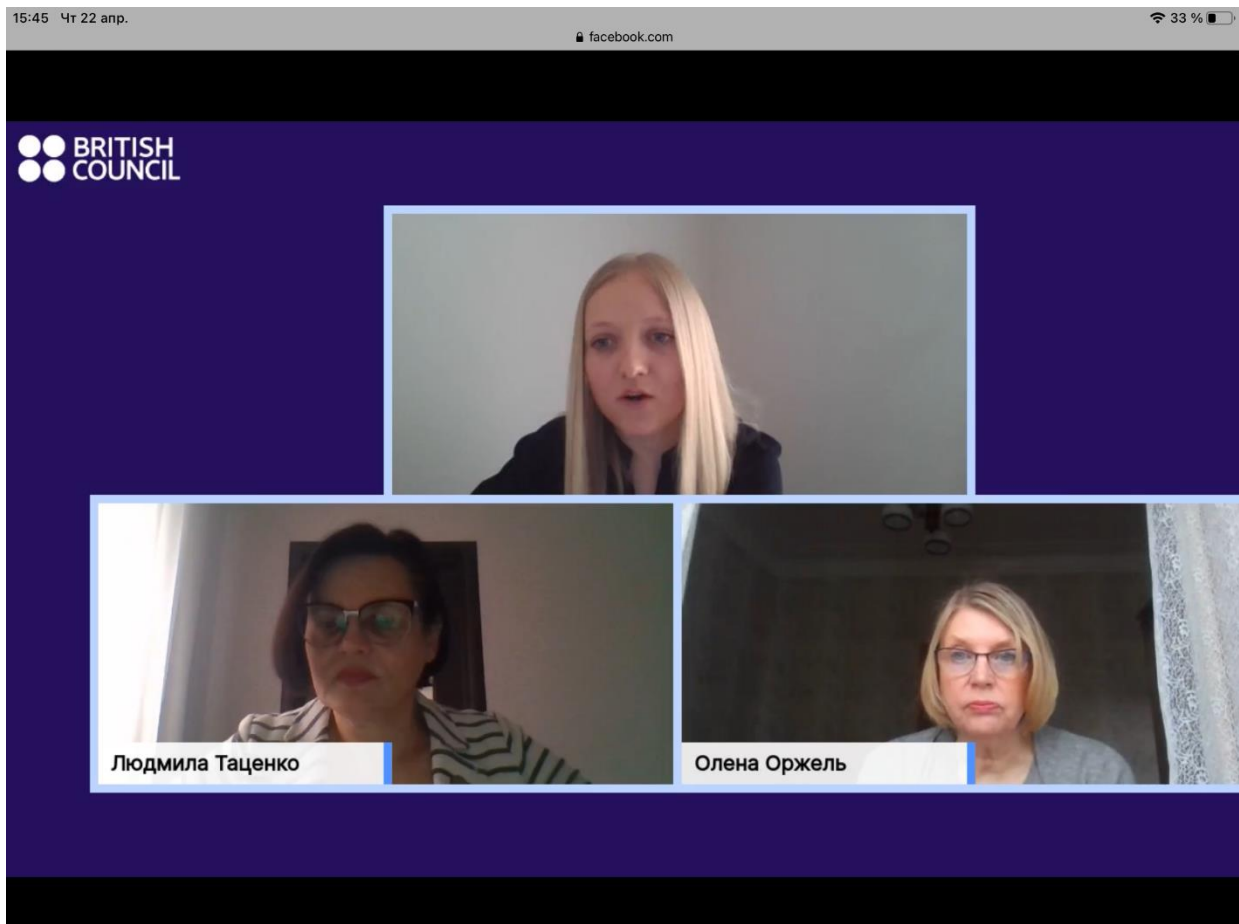 15:45 Чт 22 апр.
33 %
facebook.com
BRITISH
COUNCIL
Людмила Таценко
Олена Оржель